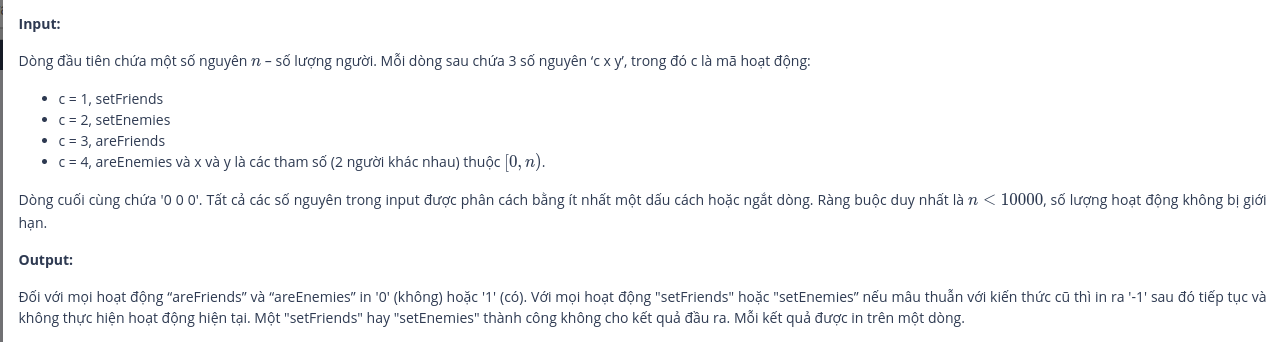 Input:
Dòng đầu tiên chứa một số nguyên n – số lượng người. Mỗi dòng sau chứa 3 số nguyên ‘c x y’, trong đó c là mã hoạt động:
• c = 1, setFriends
• c = 2, setEnemies
• c = 3, areFriends
• c = 4, areEnemies và x và y là các tham số (2 người khác nhau) thuộc [0, n).
Dòng cuối cùng chứa '0 0 0'. Tất cả các số nguyên trong input được phân cách bằng ít nhất một dấu cách hoặc ngắt dòng. Ràng buộc duy nhất là n < 10000, số lượng hoạt động không bị giới
hạn.
Output:
Đối với mọi hoạt động “areFriends” và “areEnemies” in '0' (không) hoặc '1' (có). Với mọi hoạt động "setFriends" hoặc "setEnemies” nếu mâu thuẫn với kiến thức cũ thì in ra '-1' sau đó tiếp tục và
không thực hiện hoạt động hiện tại. Một "setFriends" hay "setEnemies" thành công không cho kết quả đầu ra. Mỗi kết quả được in trên một dòng.